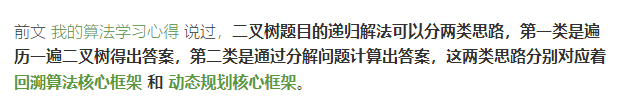 前文 我的算法学习心得 说过，二叉树题目的递归解法可以分两类思路，第一类是遍
历一遍二叉树得出答案，第二类是通过分解问题计算出答案，这两类思路分别对应着
回溯算法核心框架 和 动态规划核心框架。